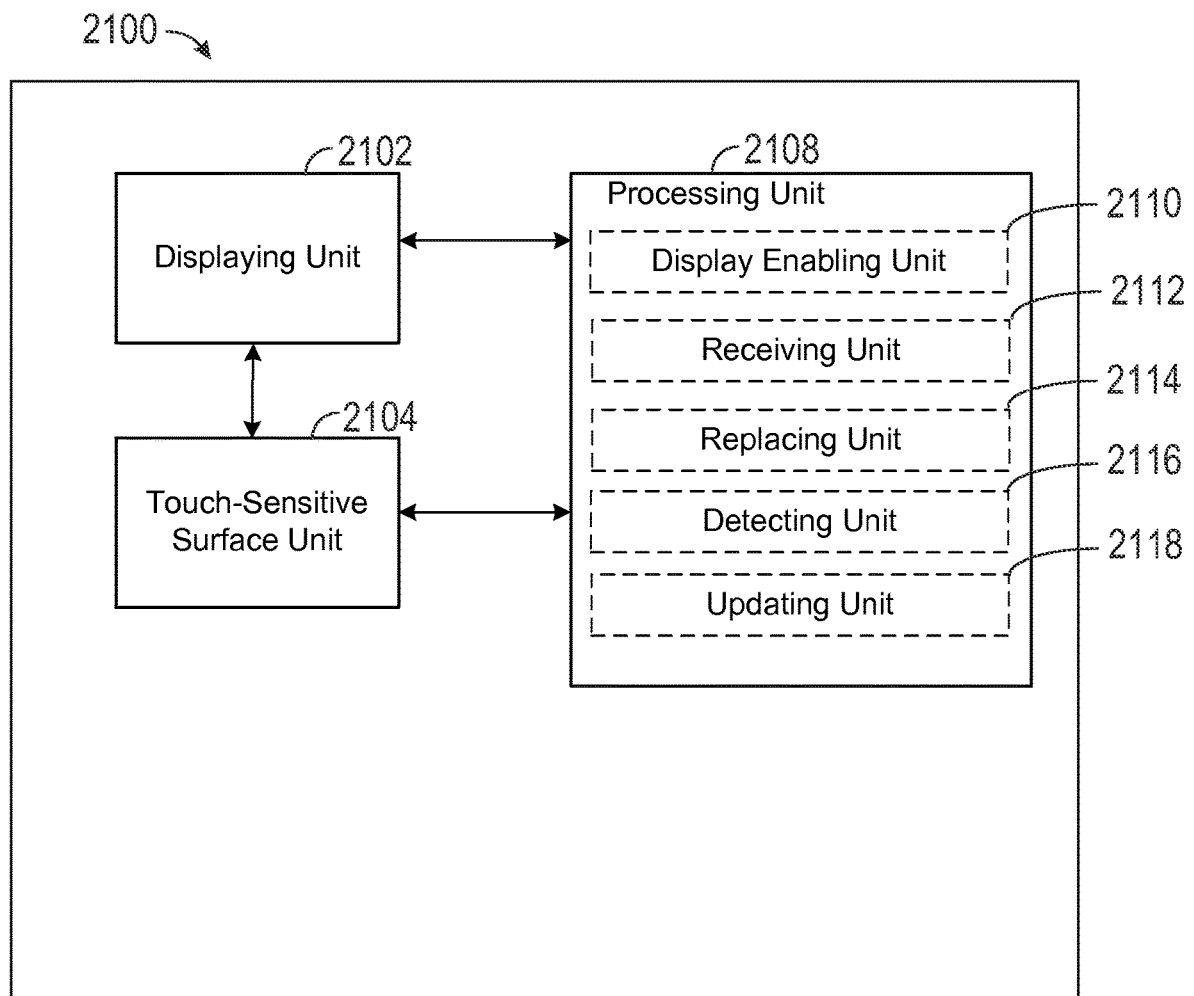 2100
2102
Displaying Unit
2104
Touch-Sensitive
Surface Unit
2108
Processing Unit
2110
Display Enabling Unit
2112
Receiving Unit
2114
Replacing Unit
2116
Detecting Unit
2118
Updating Unit